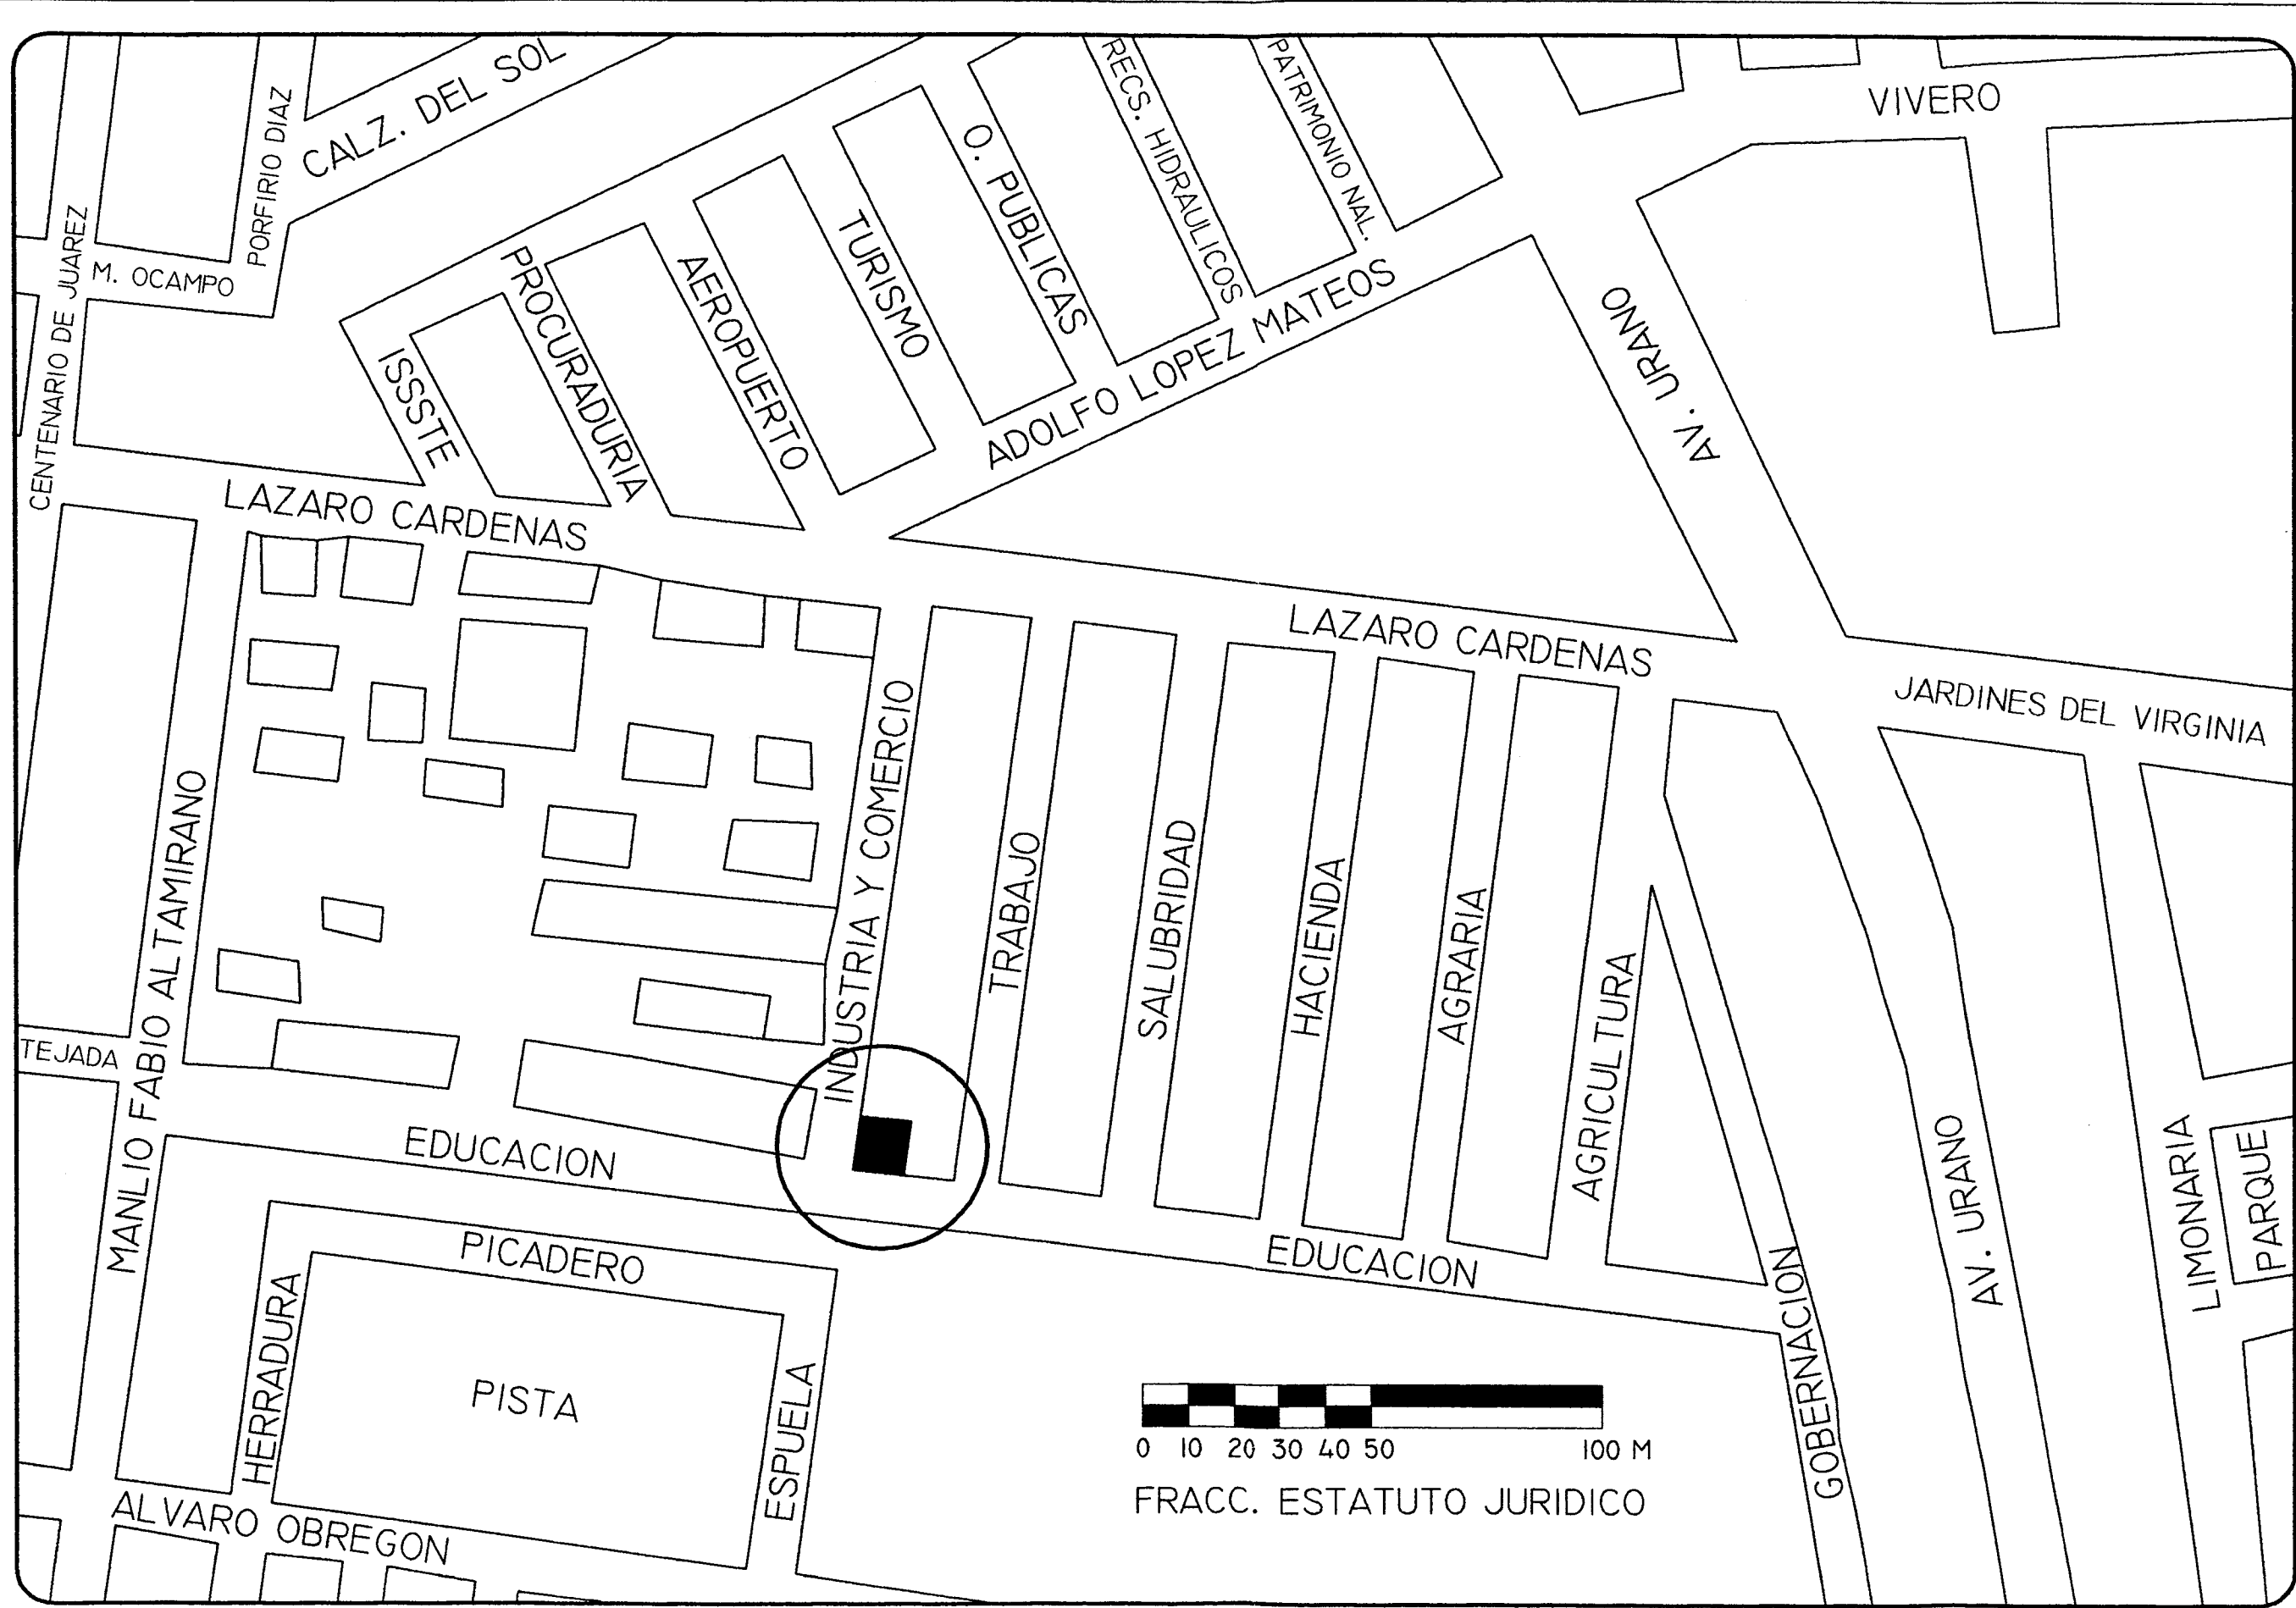 CALZ. DEL SOL
PORFIRIO DIAZ
RECS. HIDRAULICOS
PATRIMONIO NAL.
VIVERO
O. PUBLICAS
TURISMO
CENTENARIO DE JUAREZ
M. OCAMPO
PROCURADURIA
AEROPUERTO
ISSSTE
ADOLFO LOPEZ MATEOS
AV. URANO
LAZARO CARDENAS
LAZARO CARDENAS
JARDINES DEL VIRGINIA
MANLIO FABIO ALTAMIRANO
INDUSTRIA Y COMERCIO
TRABAJO
SALUBRIDAD
HACIENDA
AGRARIA
AGRICULTURA
TEJADA
EDUCACION
EDUCACION
GOBERNACION
AV. URANO
LIMONARIA
PARQUE
PICADERO
HERRADURA
PISTA
ESPUELA
ALVARO OBREGON
0 10 20 30 40 50 100 M
FRACC. ESTATUTO JURIDICO